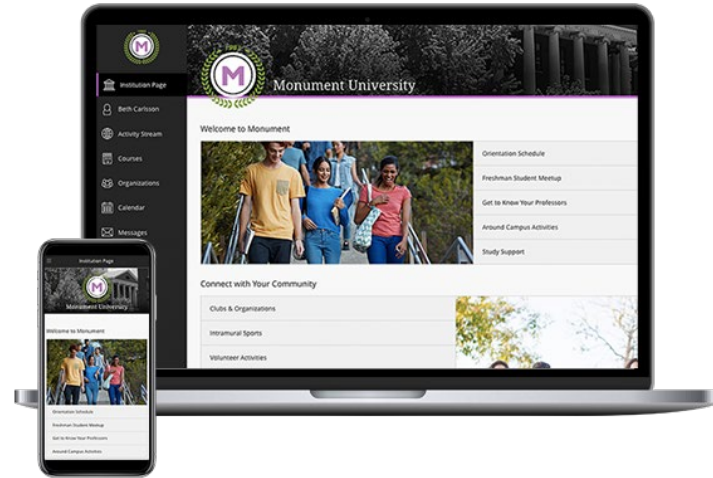 M
Institution Page
Beth Carlsson
Activity Stream
Courses
Organizations
Calendar
Messages
M
Monument University
Welcome to Monument
Orientation Schedule
Freshman Student Meetup
Get to Know Your Professors
Around Campus Activities
Study Support
Connect with Your Community
Clubs & Organizations
Intramural Sports
Volunteer Activities
Institution Page
M
Monument University
Welcome to Monument
Orientation Schedule
Freshman Student Meetup
Get to Know Your Professors
Around Campus Activities